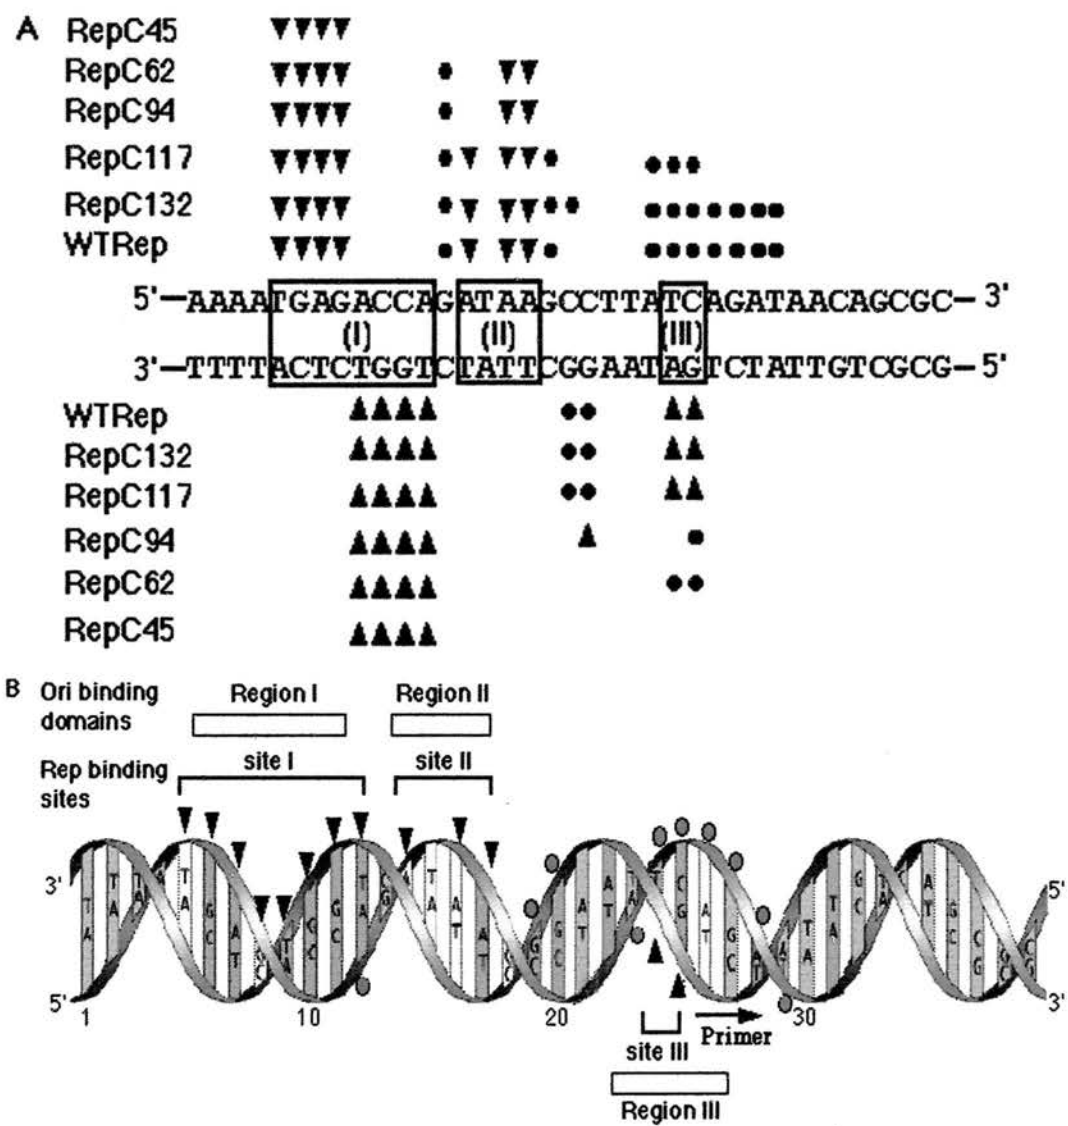 A
RepC45
RepC62
RepC94
RepC117
RepC132
WTRep
5'–AAAATGAGACCAGATAAGCCTTATCAGATAACAGCGC–3'
(I) (II) (III)
3'–TTTTACTCTGGTCTATTCGGAATAGTCTATTGTCGCG–5'
WTRep
RepC132
RepC117
RepC94
RepC62
RepC45
B
Ori binding domains
Region I Region II
Rep binding sites
site I site II
3' 5'
5' 3'
1 10 20 30
Primer
site III
Region III